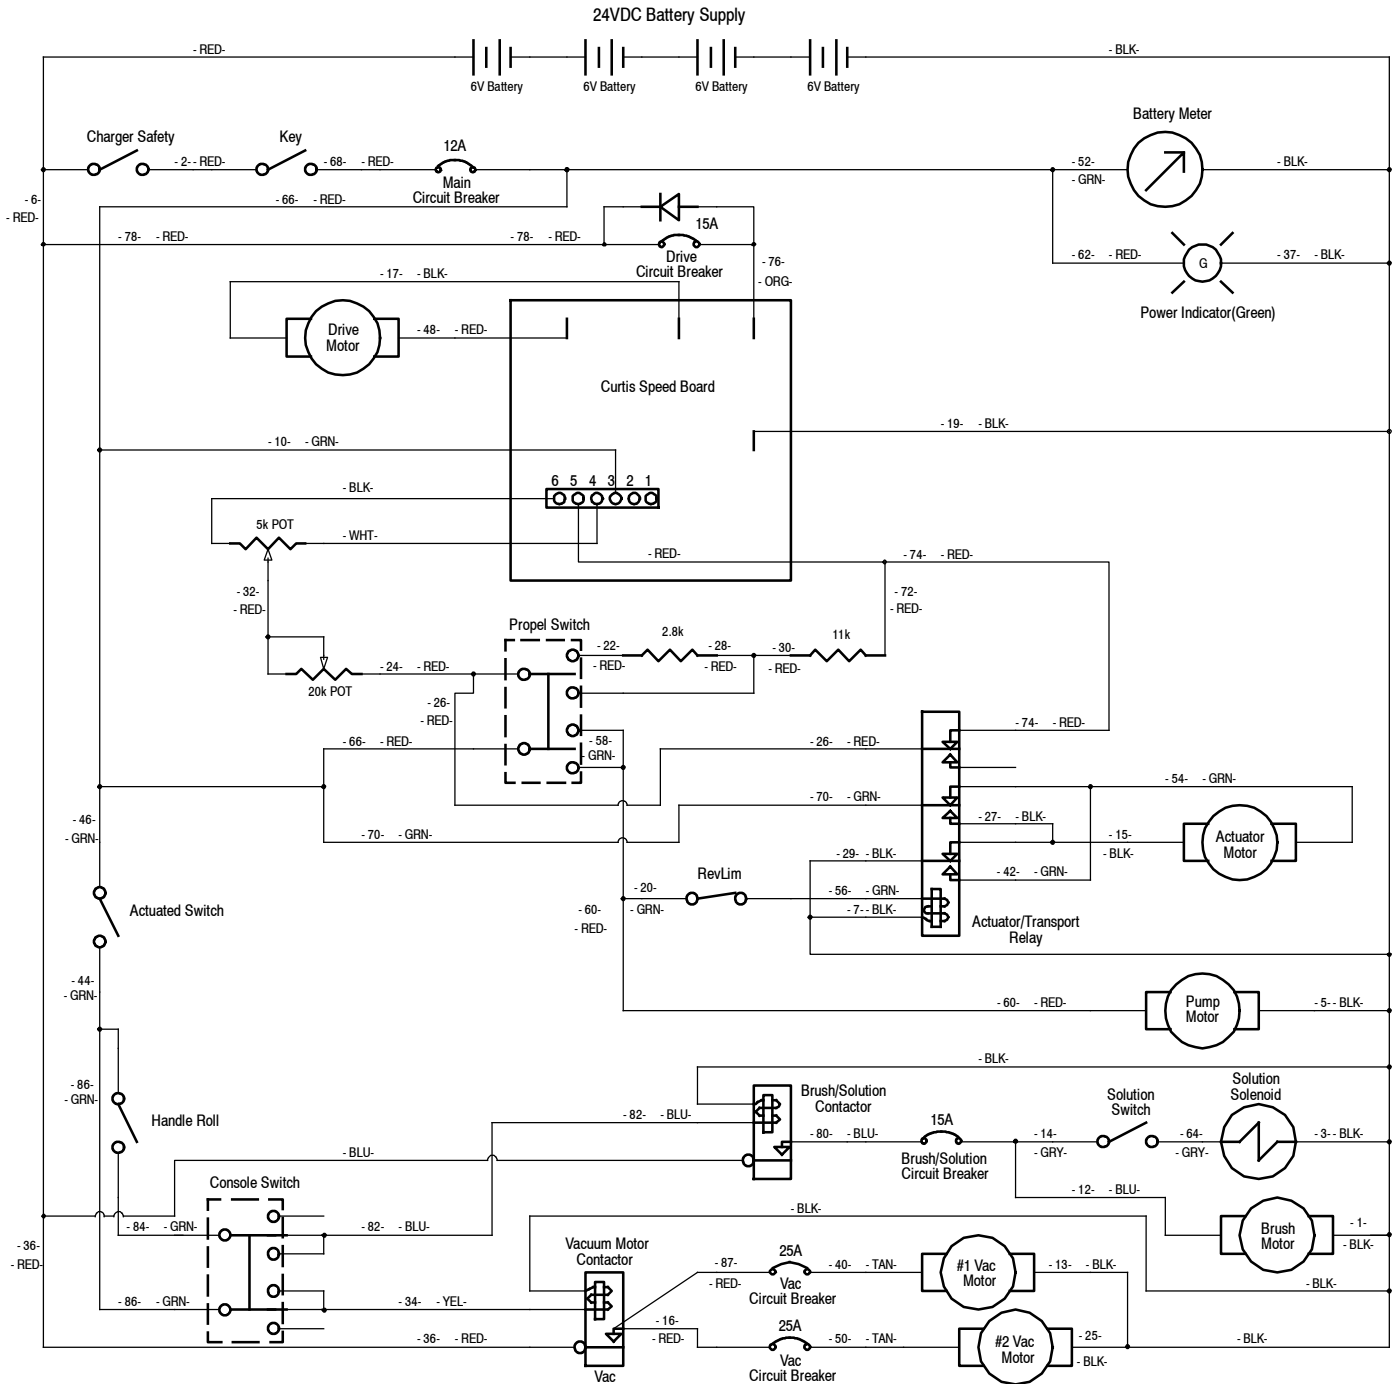 24VDC Battery Supply
- RED-
- BLK-
6V Battery
6V Battery
6V Battery
6V Battery
Battery Meter
Charger Safety
Key
12A
- 2-- RED-
- 68-
- RED-
Main
Circuit Breaker
- 52-
- GRN-
- BLK-
- 6-
- RED-
- 66-
- RED-
15A
- 78-
- RED-
- 78-
- RED-
Drive
Circuit Breaker
- 76-
- ORG-
- 62-
- RED-
G
- 37-
- BLK-
- 17-
- BLK-
Power Indicator(Green)
Drive
Motor
- 48-
- RED-
Curtis Speed Board
- 19-
- BLK-
- 10-
- GRN-
6 5 4 3 2 1
- BLK-
5k POT
- WHT-
- RED-
- 74-
- RED-
- 32-
- RED-
- 72-
- RED-
Propel Switch
- 22-
- RED-
2.8k
- 28-
- RED-
- 30-
- RED-
11k
- 24-
- RED-
20k POT
- 26-
- RED-
- 74-
- RED-
- 66-
- RED-
- 58-
- GRN-
- 26-
- RED-
- 54-
- GRN-
- 70-
- GRN-
- 46-
- GRN-
- 70-
- GRN-
- 27-
- BLK-
- 15-
- BLK-
Actuator
Motor
- 29-
- BLK-
- 42-
- GRN-
RevLim
- 20-
- GRN-
- 56-
- GRN-
- 7-- BLK-
Actuated Switch
- 60-
- RED-
Actuator/Transport
Relay
- 44-
- GRN-
- 60-
- RED-
Pump
Motor
- 5-- BLK-
- BLK-
- 86-
- GRN-
Handle Roll
Brush/Solution
Contactor
Solution
Switch
Solution
Solenoid
- 82-
- BLU-
15A
- 80-
- BLU-
- 14-
- GRY-
- 64-
- GRY-
- 3-- BLK-
- BLU-
Brush/Solution
Circuit Breaker
Console Switch
- 12-
- BLU-
- BLK-
- 84-
- GRN-
- 82-
- BLU-
Brush
Motor
- 1-
- BLK-
- 36-
- RED-
Vacuum Motor
Contactor
25A
- 87-
- RED-
- 40-
- TAN-
#1 Vac
Motor
- 13-
- BLK-
Vac
Circuit Breaker
- BLK-
- 86-
- GRN-
- 34-
- YEL-
- 16-
- RED-
25A
- 36-
- RED-
- 50-
- TAN-
#2 Vac
Motor
- 25-
- BLK-
- BLK-
Vac
Vac
Circuit Breaker